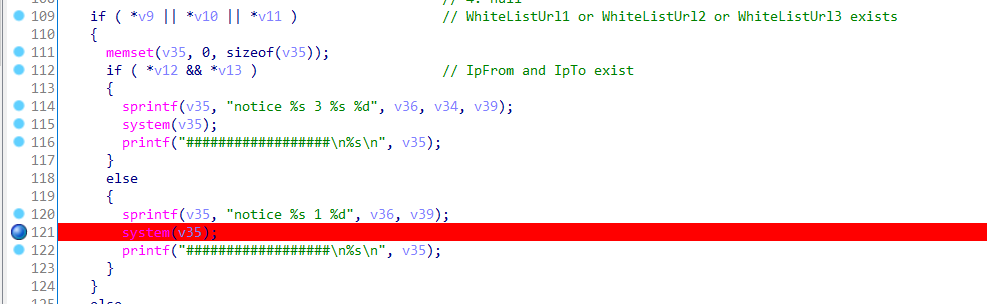 // 4. null
109 if ( *v9 || *v10 || *v11 ) // WhiteListUrl1 or WhiteListUrl2 or WhiteListUrl3 exists
110 {
111 memset(v35, 0, sizeof(v35));
112 if ( *v12 && *v13 ) // IpFrom and IpTo exist
113 {
114 sprintf(v35, "notice %s 3 %s %d", v36, v34, v39);
115 system(v35);
116 printf("##################\n%s\n", v35);
117 }
118 else
119 {
120 sprintf(v35, "notice %s 1 %d", v36, v39);
121 system(v35);
122 printf("##################\n%s\n", v35);
123 }
124 }
125 else